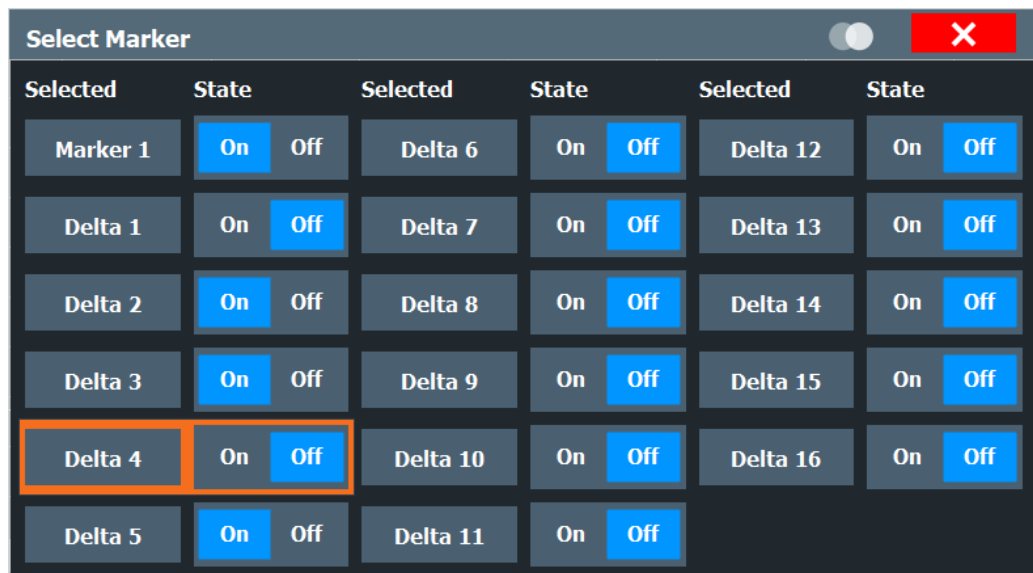 Select Marker
Selected State Selected State Selected State
Marker 1 On Off Delta 6 On Off Delta 12 On Off
Delta 1 On Off Delta 7 On Off Delta 13 On Off
Delta 2 On Off Delta 8 On Off Delta 14 On Off
Delta 3 On Off Delta 9 On Off Delta 15 On Off
Delta 4 On Off Delta 10 On Off Delta 16 On Off
Delta 5 On Off Delta 11 On Off